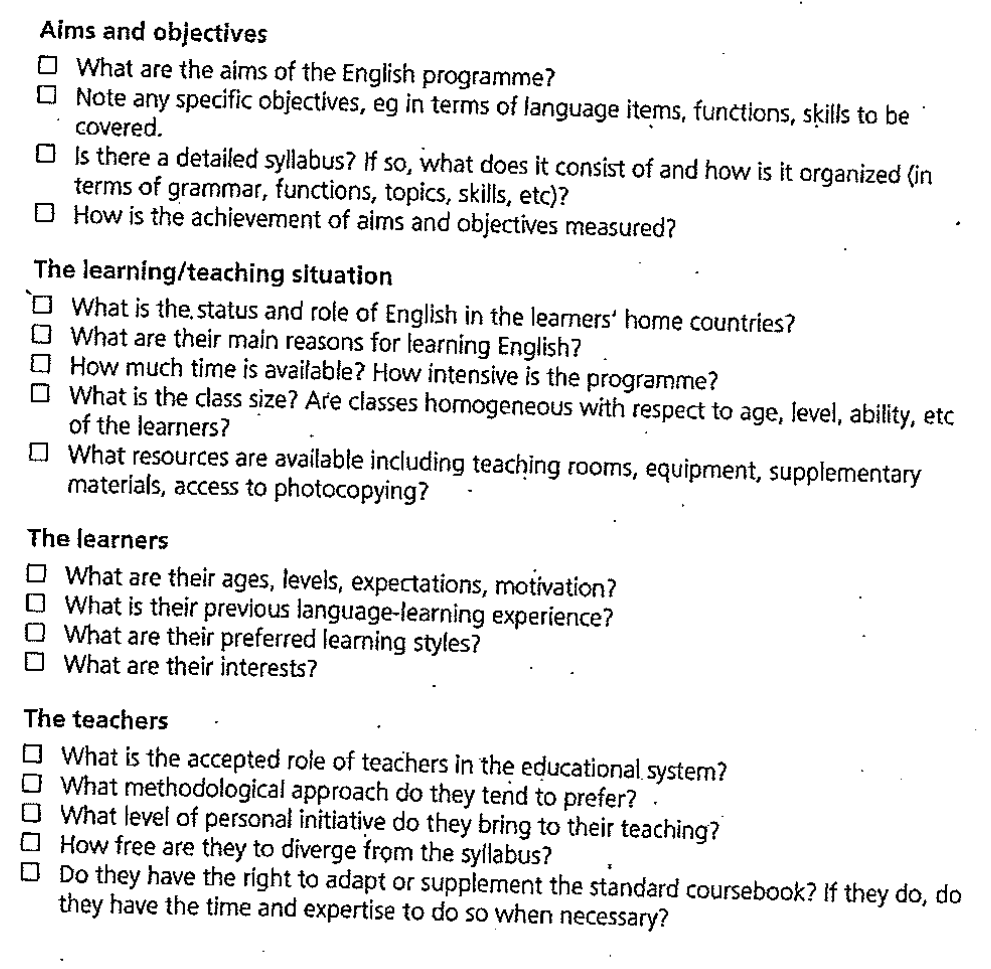 Aims and objectives
☐ What are the aims of the English programme?
☐ Note any specific objectives, eg in terms of language items, functions, skills to be
covered.
☐ Is there a detailed syllabus? If so, what does it consist of and how is it organized (in
terms of grammar, functions, topics, skills, etc)?
☐ How is the achievement of aims and objectives measured?
The learning/teaching situation
☐ What is the status and role of English in the learners' home countries?
☐ What are their main reasons for learning English?
☐ How much time is available? How intensive is the programme?
☐ What is the class size? Are classes homogeneous with respect to age, level, ability, etc
of the learners?
☐ What resources are available including teaching rooms, equipment, supplementary
materials, access to photocopying?
The learners
☐ What are their ages, levels, expectations, motivation?
☐ What is their previous language-learning experience?
☐ What are their preferred learning styles?
☐ What are their interests?
The teachers
☐ What is the accepted role of teachers in the educational system?
☐ What methodological approach do they tend to prefer?
☐ What level of personal initiative do they bring to their teaching?
☐ How free are they to diverge from the syllabus?
☐ Do they have the right to adapt or supplement the standard coursebook? If they do, do
they have the time and expertise to do so when necessary?